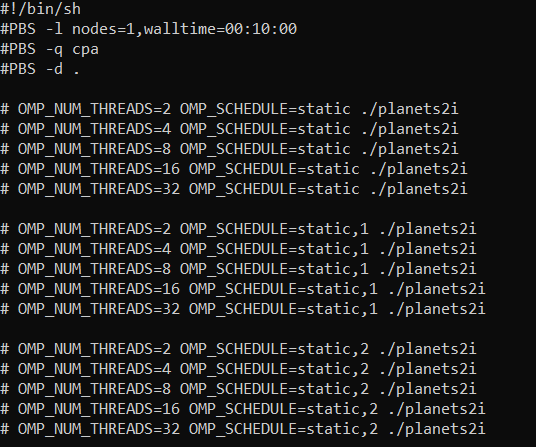 #!/bin/sh
#PBS -l nodes=1,walltime=00:10:00
#PBS -q cpa
#PBS -d .
# OMP_NUM_THREADS=2 OMP_SCHEDULE=static ./planets2i
# OMP_NUM_THREADS=4 OMP_SCHEDULE=static ./planets2i
# OMP_NUM_THREADS=8 OMP_SCHEDULE=static ./planets2i
# OMP_NUM_THREADS=16 OMP_SCHEDULE=static ./planets2i
# OMP_NUM_THREADS=32 OMP_SCHEDULE=static ./planets2i
# OMP_NUM_THREADS=2 OMP_SCHEDULE=static,1 ./planets2i
# OMP_NUM_THREADS=4 OMP_SCHEDULE=static,1 ./planets2i
# OMP_NUM_THREADS=8 OMP_SCHEDULE=static,1 ./planets2i
# OMP_NUM_THREADS=16 OMP_SCHEDULE=static,1 ./planets2i
# OMP_NUM_THREADS=32 OMP_SCHEDULE=static,1 ./planets2i
# OMP_NUM_THREADS=2 OMP_SCHEDULE=static,2 ./planets2i
# OMP_NUM_THREADS=4 OMP_SCHEDULE=static,2 ./planets2i
# OMP_NUM_THREADS=8 OMP_SCHEDULE=static,2 ./planets2i
# OMP_NUM_THREADS=16 OMP_SCHEDULE=static,2 ./planets2i
# OMP_NUM_THREADS=32 OMP_SCHEDULE=static,2 ./planets2i